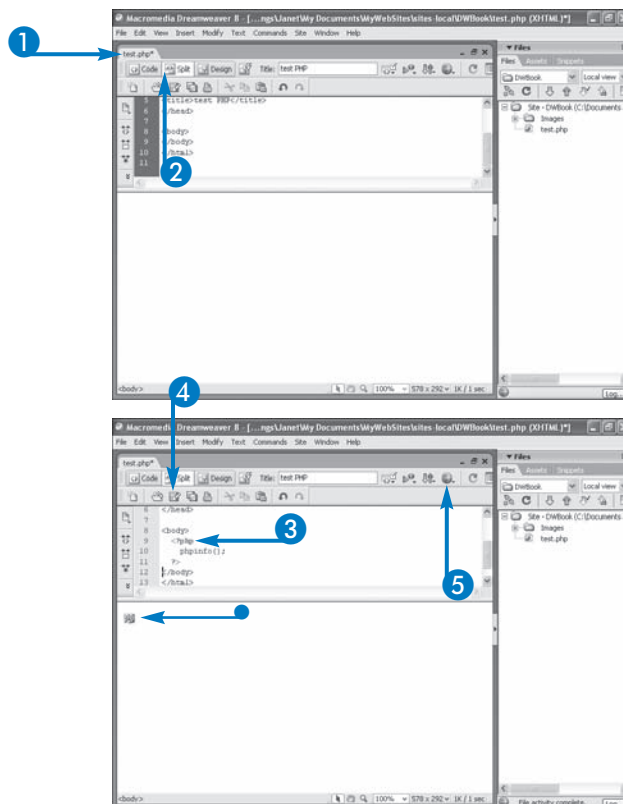 Macromedia Dreamweaver 8 - [....ngs\Janet\My Documents\MyWebSites\sites-local\DWBook\test.php (XHTML)*]
File Edit View Insert Modify Text Commands Site Window Help
1
test.php*
Code Split Design Title: test PHP
2
5 <title>test PHP</title>
6 </head>
7
8 <body>
9 </body>
10 </html>
11
<body> 100% 578 x 292 1K / 1 sec
Files
Files Assets Snippets
DWBook Local view
Site - DWBook (C:\Documents
Images
test.php
Log...
4
Macromedia Dreamweaver 8 - [....ngs\Janet\My Documents\MyWebSites\sites-local\DWBook\test.php (XHTML)*]
File Edit View Insert Modify Text Commands Site Window Help
test.php*
Code Split Design Title: test PHP
6 </head>
7
8 <body>
9 <?php
10 phpinfo();
11 ?>
12 </body>
13 </html>
3
5
<body> 100% 578 x 292 1K / 1 sec
Files
Files Assets Snippets
DWBook Local view
Site - DWBook (C:\Documents
Images
test.php
File activity complete. Log...